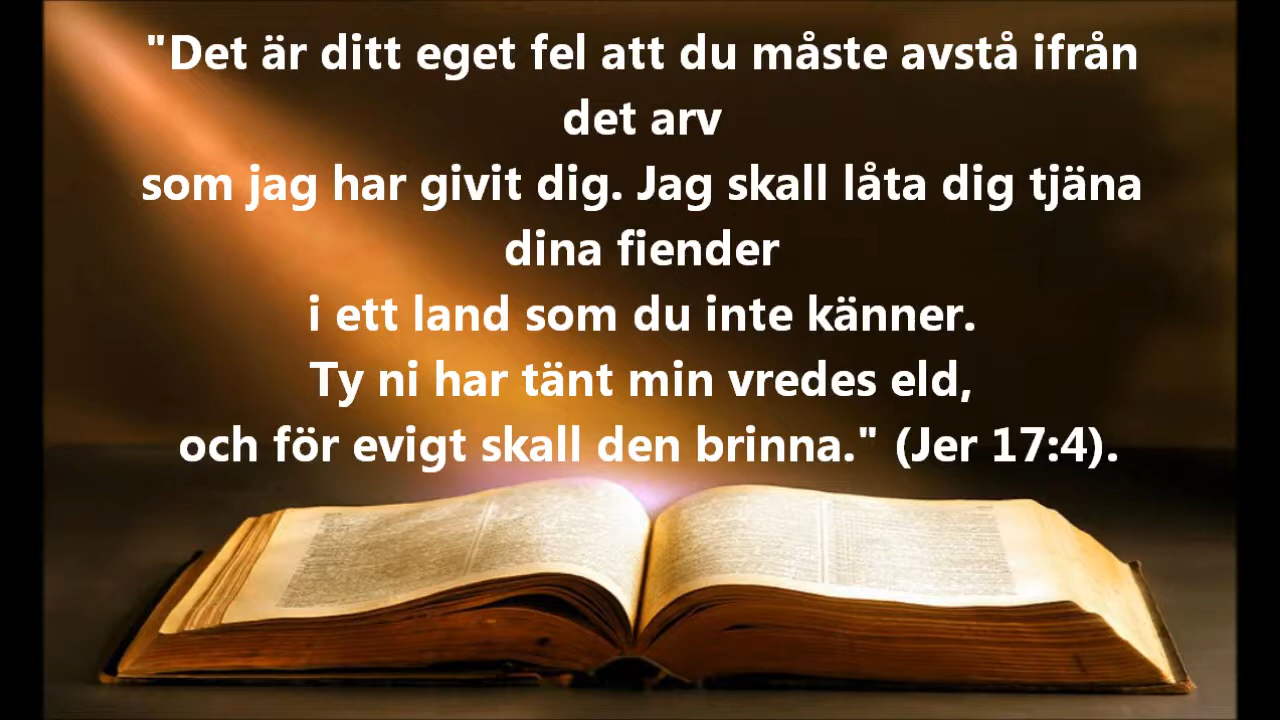 "Det är ditt eget fel att du måste avstå ifrån
det arv
som jag har givit dig. Jag skall låta dig tjäna
dina fiender
i ett land som du inte känner.
Ty ni har tänt min vredes eld,
och för evigt skall den brinna." (Jer 17:4).